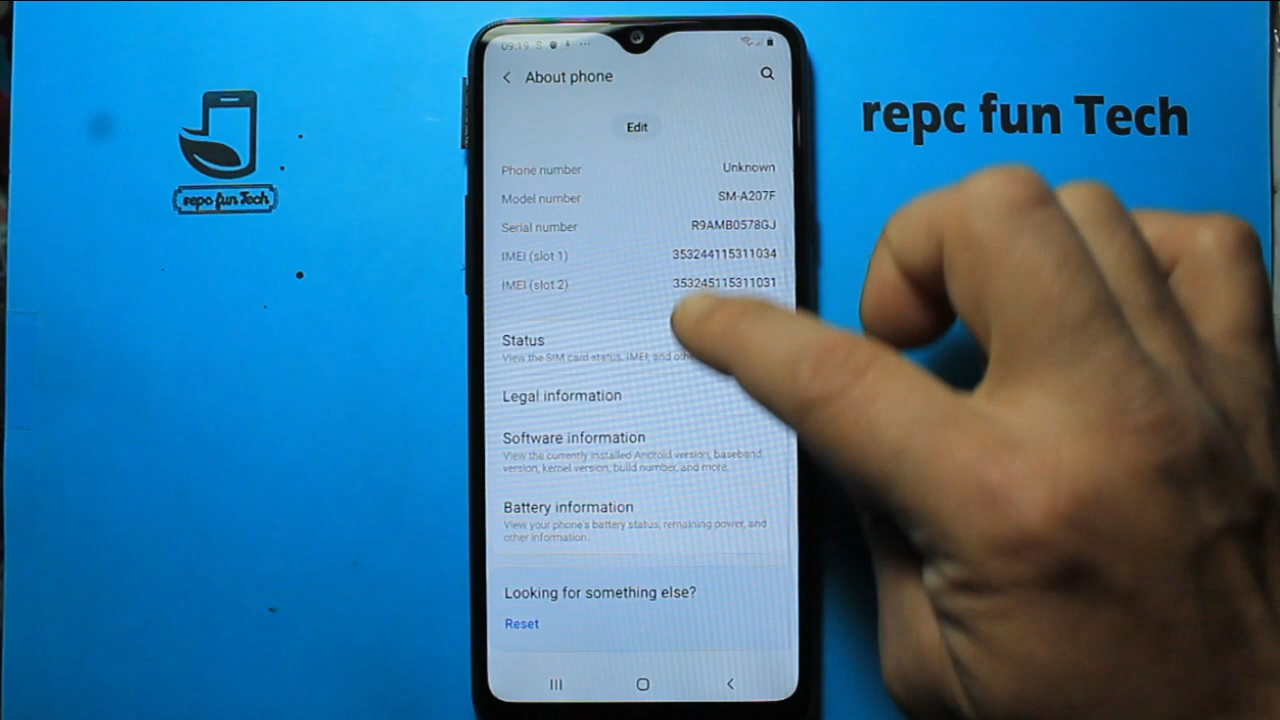 09:19
About phone
repc fun Tech
Edit
Phone number Unknown
Model number SM-A207F
repc fun Tech
Serial number R9AMB0578GJ
IMEI (slot 1) 353244115311034
IMEI (slot 2) 353245115311031
Status
View the SIM card status, IMEI, and
Legal information
Software information
View the currently installed Android version, baseband
version, kernel version, build number, and more.
Battery information
View your phone's battery status, remaining power, and
other information.
Looking for something else?
Reset